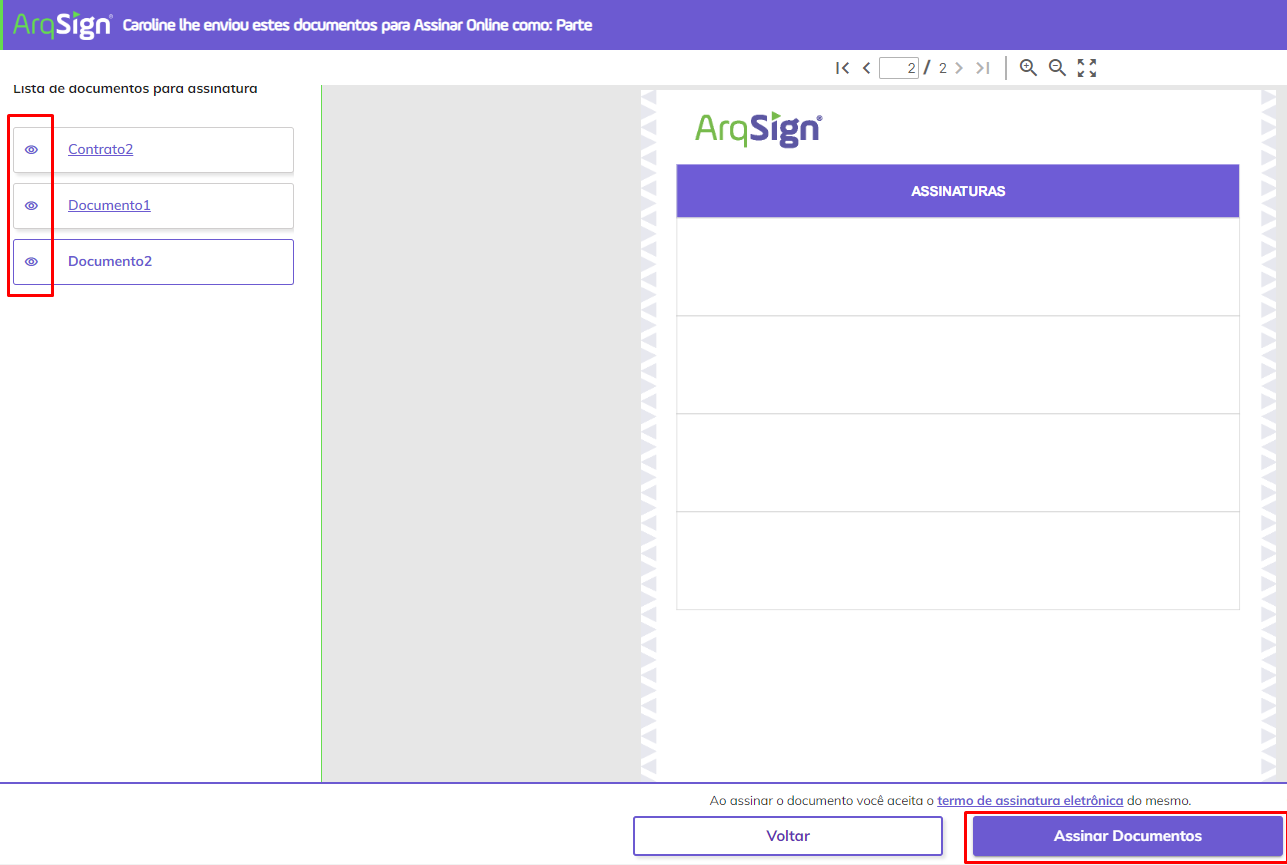 ArqSign® Caroline lhe enviou estes documentos para Assinar Online como: Parte
2 / 2
Lista de documentos para assinatura
Contrato2
Documento1
Documento2
ArqSign®
ASSINATURAS
Ao assinar o documento você aceita o termo de assinatura eletrônica do mesmo.
Voltar
Assinar Documentos